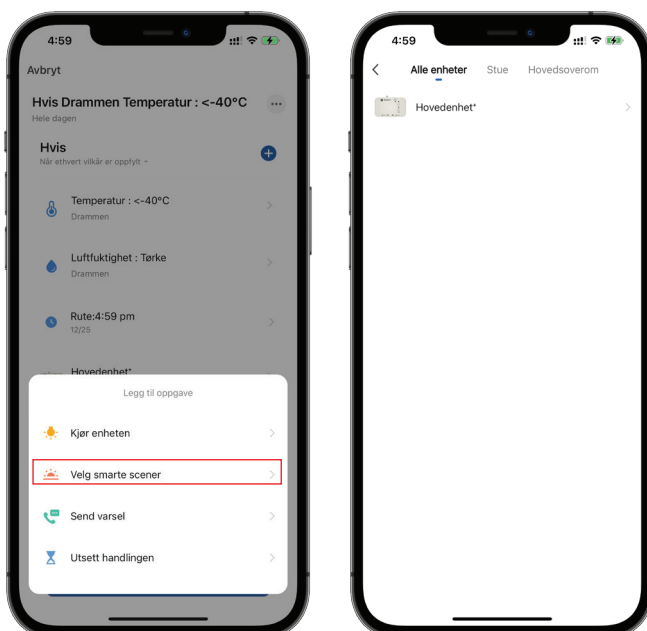 4:59
Avbryt
Hvis Drammen Temperatur : <-40°C
Hele dagen
Hvis
Når ethvert vilkår er oppfylt
Temperatur : <-40°C
Drammen
Luftfuktighet : Tørke
Drammen
Rute:4:59 pm
12/25
Hovedenhet*
Legg til oppgave
Kjør enheten
Velg smarte scener
Send varsel
Utsett handlingen
4:59
Alle enheter Stue Hovedsoverom
Hovedenhet*